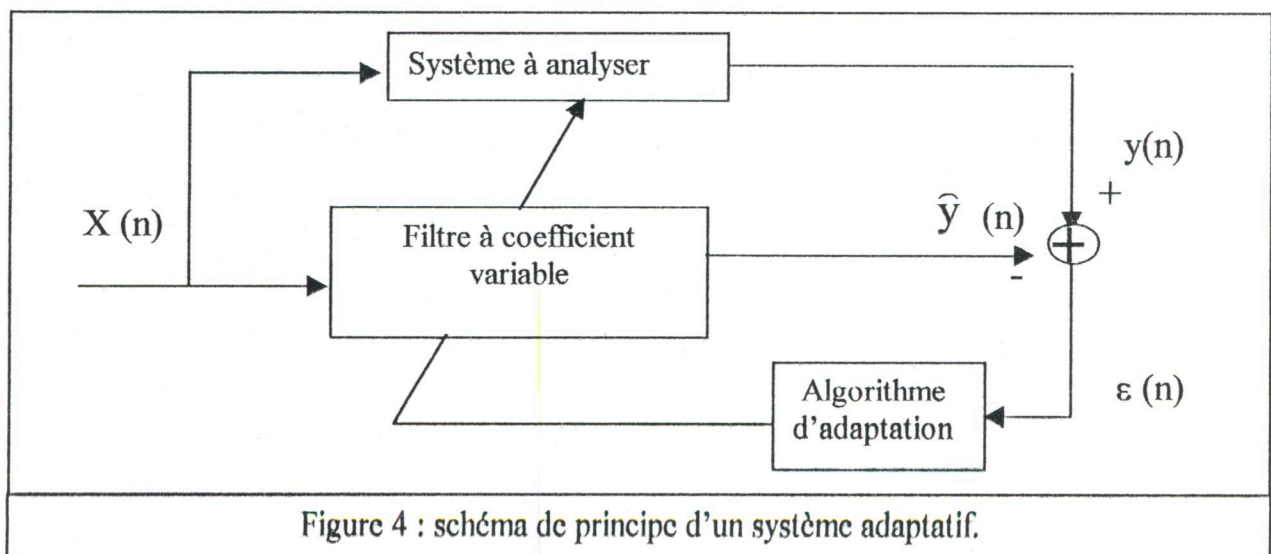 Système à analyser
y(n)
+
X (n)
Filtre à coefficient
variable
ŷ (n)
+
-
Algorithme
d'adaptation
ε (n)
Figure 4 : schéma de principe d'un système adaptatif.